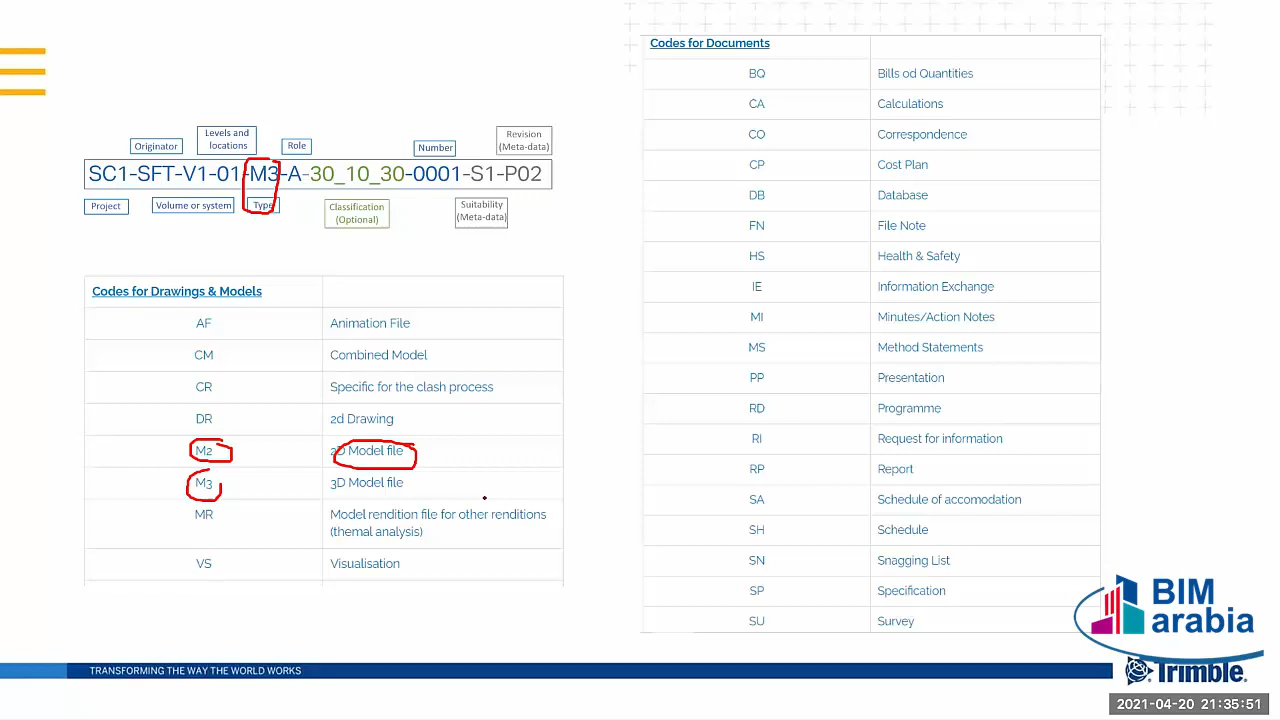 Originator
Levels and
locations
Role
Number
Revision
(Meta-data)
SC1-SFT-V1-01-M3-A-30_10_30-0001-S1-P02
Project
Volume or system
Type
Classification
(Optional)
Suitability
(Meta-data)
Codes for Drawings & Models
AF Animation File
CM Combined Model
CR Specific for the clash process
DR 2d Drawing
M2 2D Model file
M3 3D Model file
MR Model rendition file for other renditions
(themal analysis)
VS Visualisation
Codes for Documents
BQ Bills od Quantities
CA Calculations
CO Correspondence
CP Cost Plan
DB Database
FN File Note
HS Health & Safety
IE Information Exchange
MI Minutes/Action Notes
MS Method Statements
PP Presentation
RD Programme
RI Request for information
RP Report
SA Schedule of accomodation
SH Schedule
SN Snagging List
SP Specification
SU Survey
BIM
arabia
TRANSFORMING THE WAY THE WORLD WORKS
Trimble.
2021-04-20 21:35:51